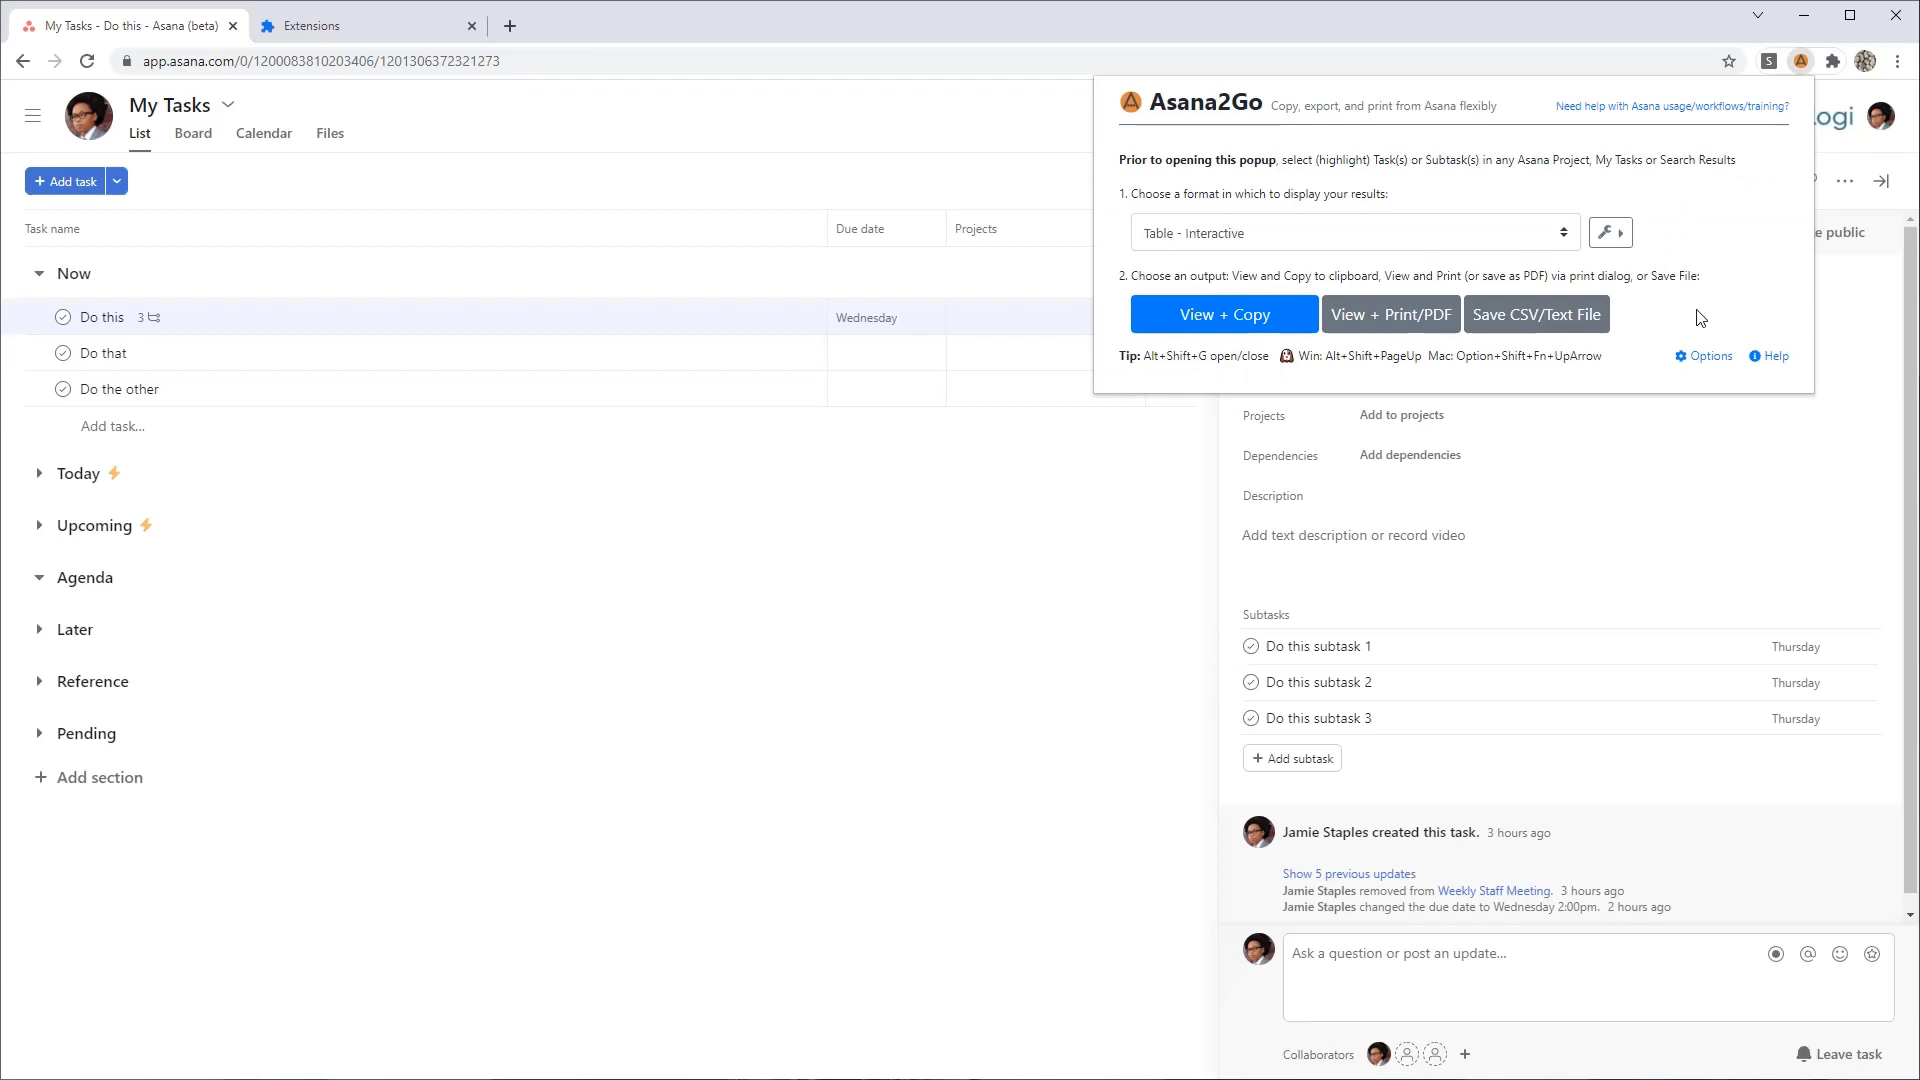 My Tasks - Do this - Asana (beta)
Extensions
app.asana.com/0/1200083810203406/1201306372321273
S
My Tasks
List Board Calendar Files
Asana2Go Copy, export, and print from Asana flexibly Need help with Asana usage/workflows/training?
ogi
Prior to opening this popup, select (highlight) Task(s) or Subtask(s) in any Asana Project, My Tasks or Search Results
+ Add task
1. Choose a format in which to display your results:
Task name Due date Projects
Table - Interactive
e public
Now
2. Choose an output: View and Copy to clipboard, View and Print (or save as PDF) via print dialog, or Save File:
Do this 3 Wednesday
View + Copy View + Print/PDF Save CSV/Text File
Do that
Tip: Alt+Shift+G open/close Win: Alt+Shift+PageUp Mac: Option+Shift+Fn+UpArrow Options Help
Do the other
Add task...
Projects Add to projects
Dependencies Add dependencies
Today
Description
Upcoming
Add text description or record video
Agenda
Subtasks
Later
Do this subtask 1 Thursday
Reference
Do this subtask 2 Thursday
Do this subtask 3 Thursday
Pending
+ Add subtask
+ Add section
Jamie Staples created this task. 3 hours ago
Show 5 previous updates
Jamie Staples removed from Weekly Staff Meeting. 3 hours ago
Jamie Staples changed the due date to Wednesday 2:00pm. 2 hours ago
Ask a question or post an update...
Collaborators + Leave task